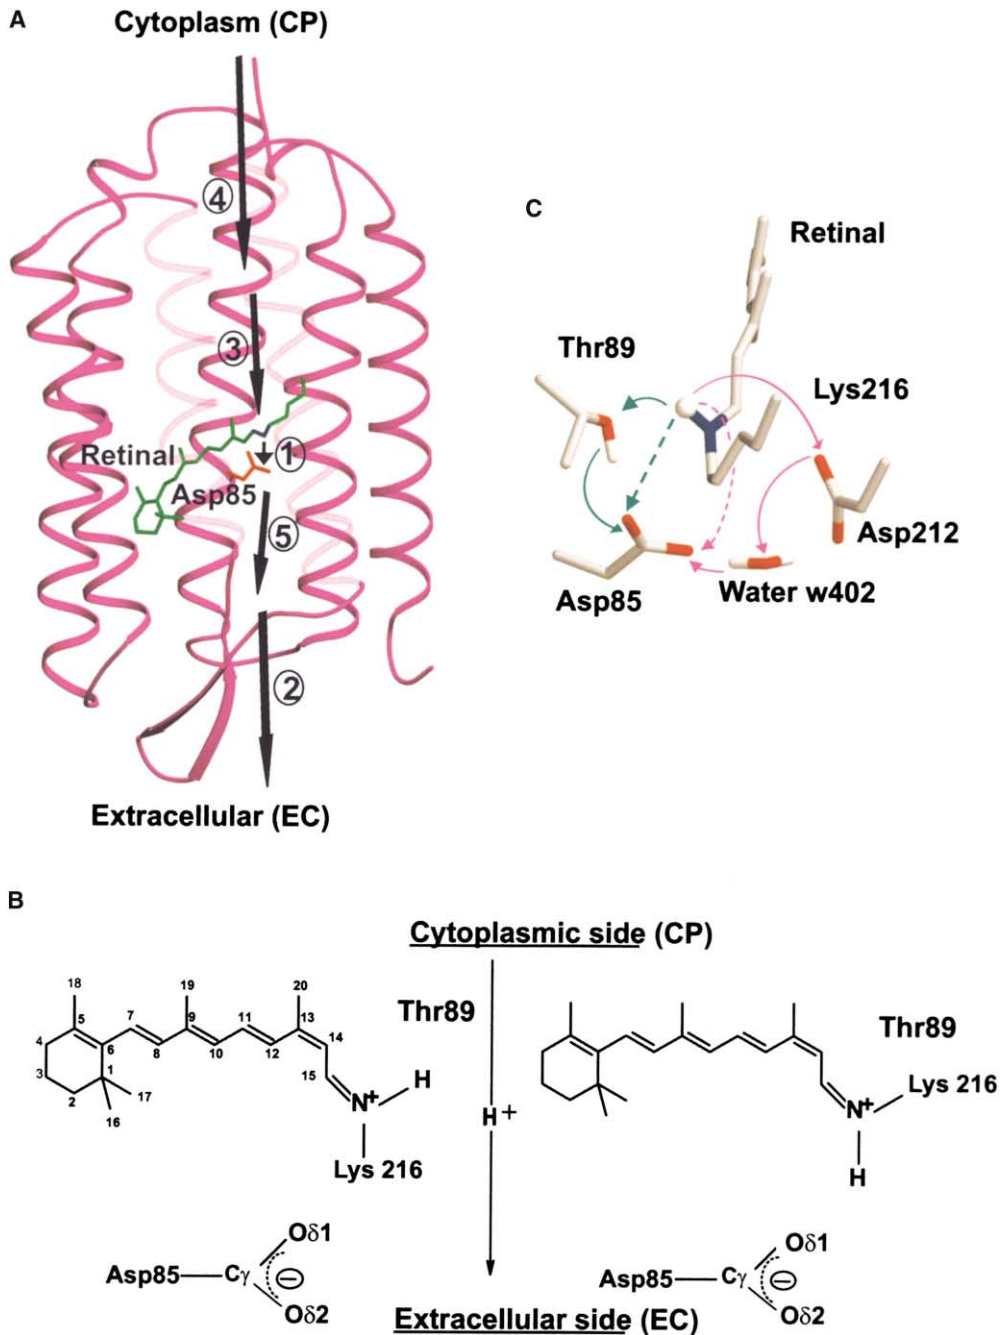 A
Cytoplasm (CP)
4
3
Retinal
1
Asp85
5
2
Extracellular (EC)
C
Retinal
Thr89
Lys216
Asp212
Asp85
Water w402
B
Cytoplasmic side (CP)
18
19
20
Thr89
7
9
11
13
5
14
4
6
8
10
12
3
1
15
H
2
17
N+
16
Lys 216
H+
Thr89
Lys 216
N+
H
Oδ1
Asp85
Cγ
−
Oδ2
Oδ1
Asp85
Cγ
−
Oδ2
Extracellular side (EC)